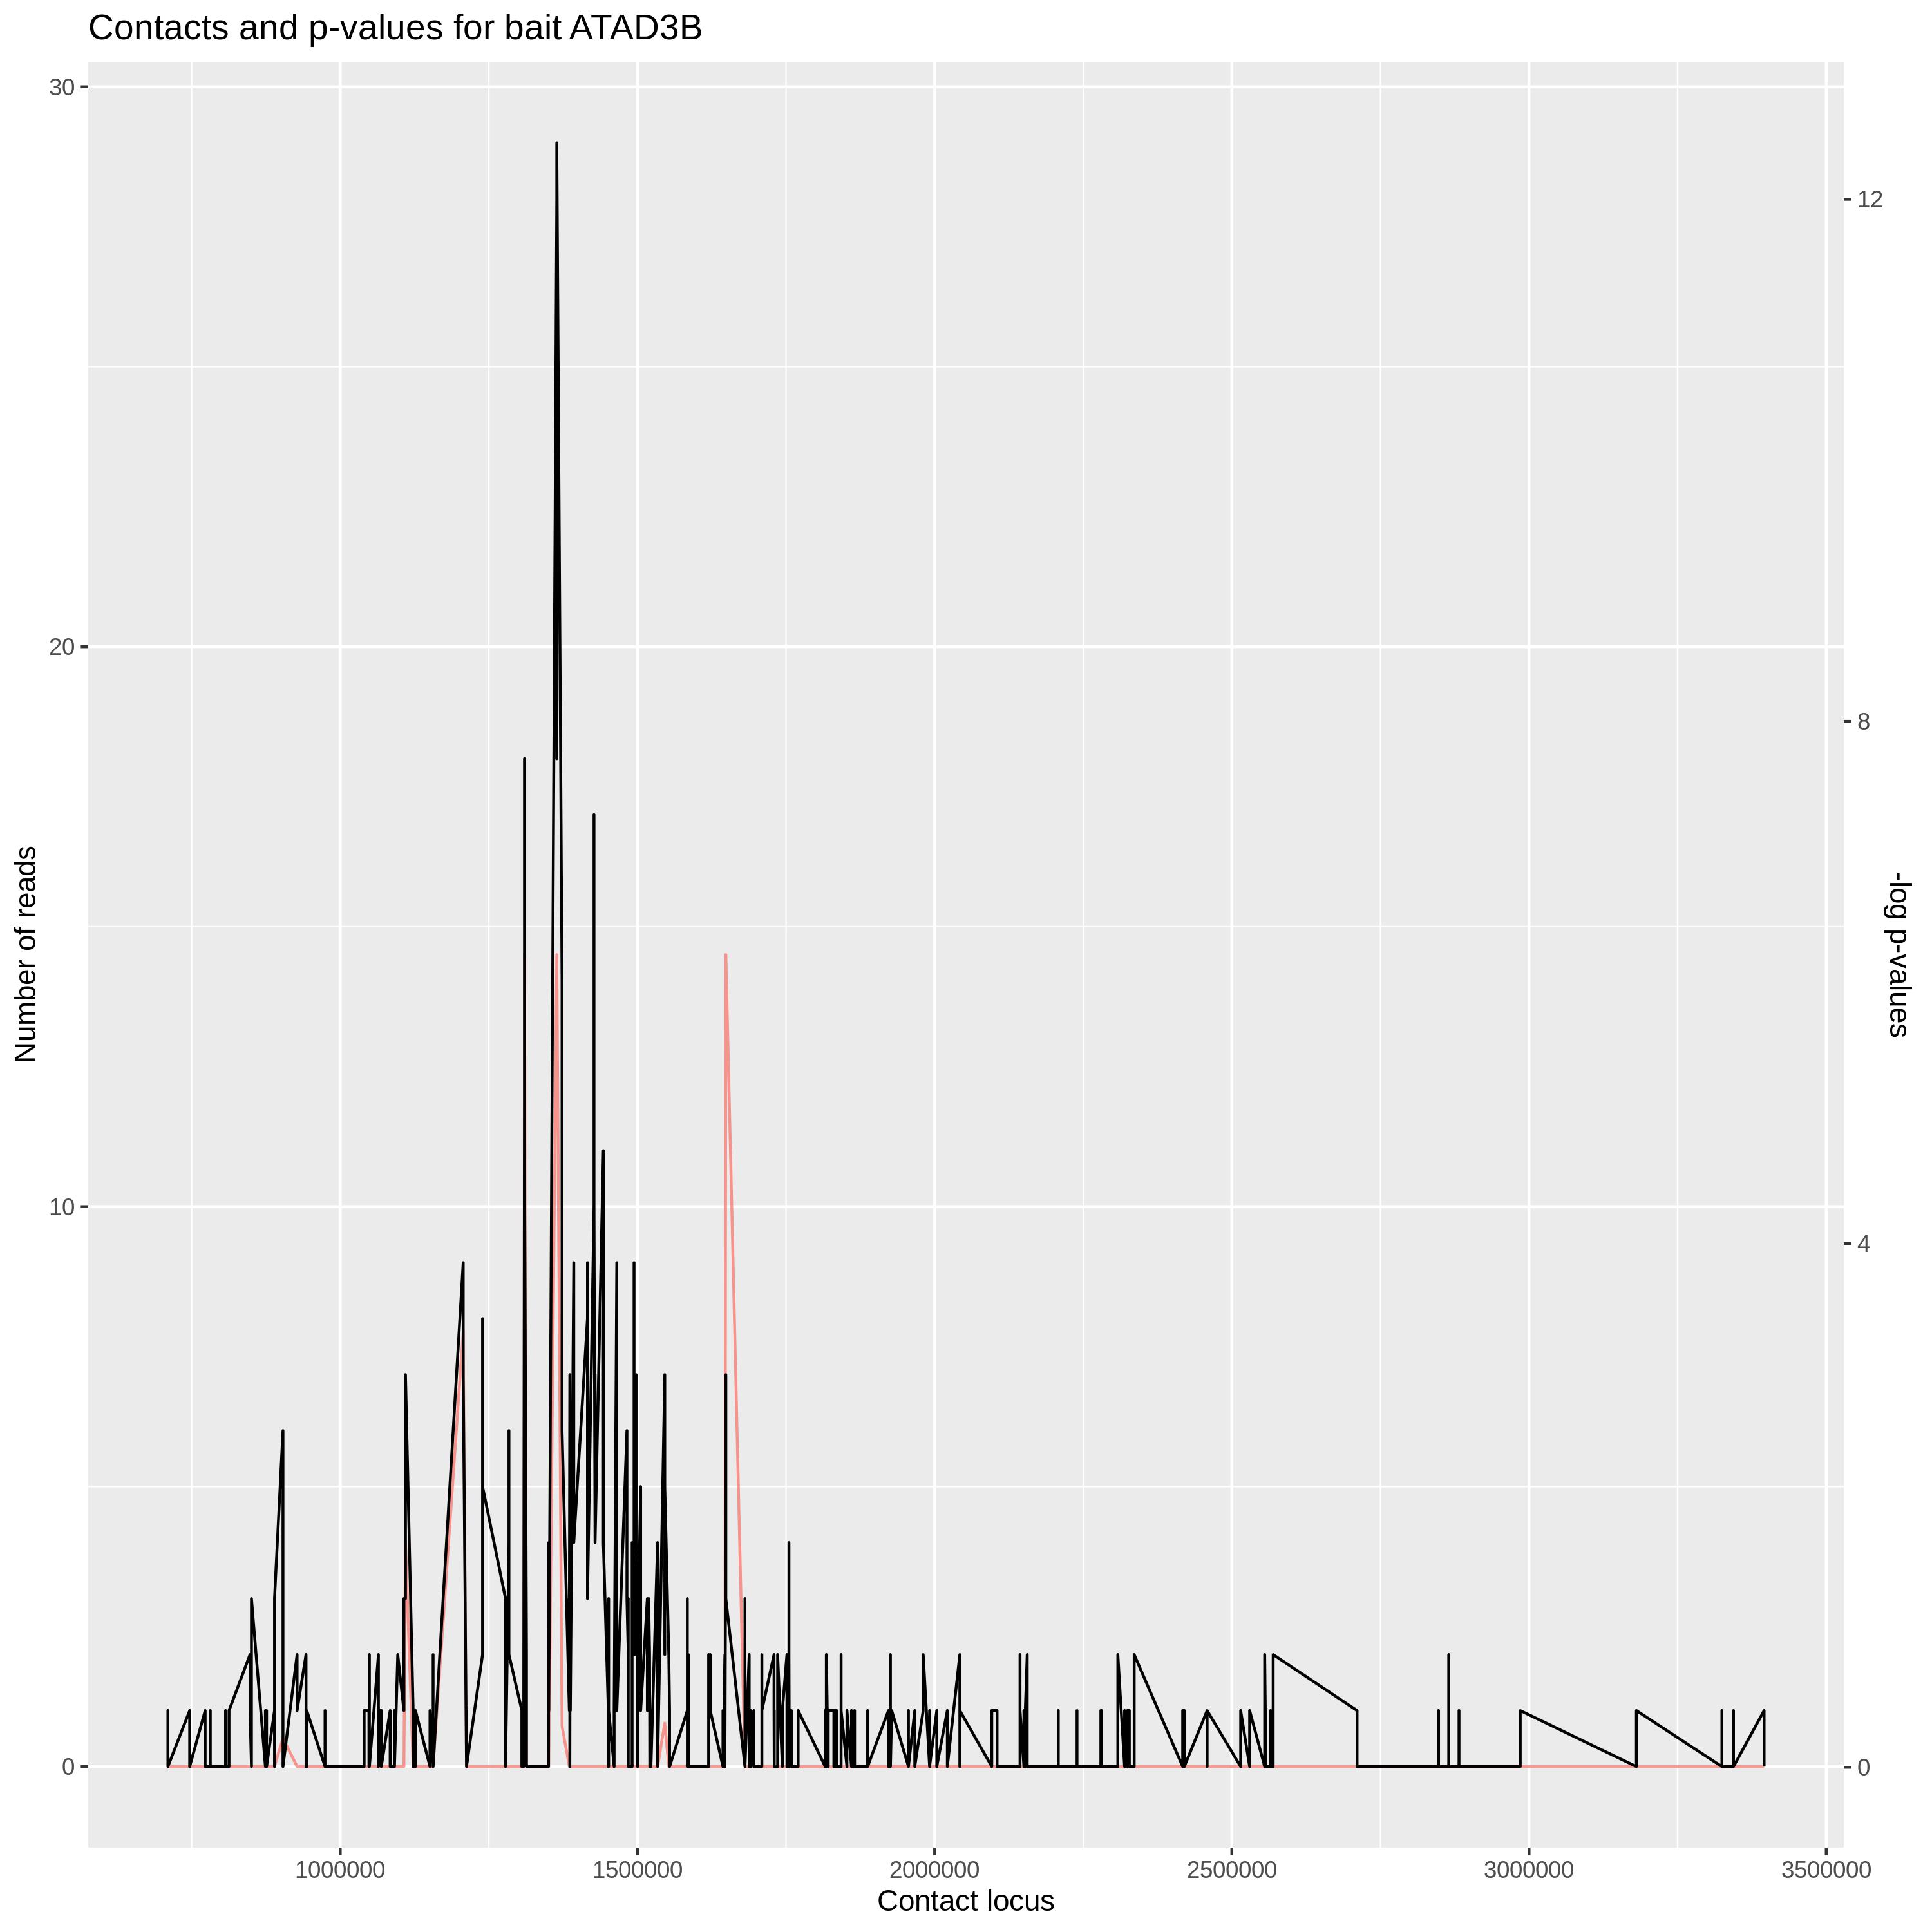 Contacts and p-values for bait ATAD3B
30
20
10
0
Number of reads
12
8
4
0
-log p-values
1000000 1500000 2000000 2500000 3000000 3500000
Contact locus